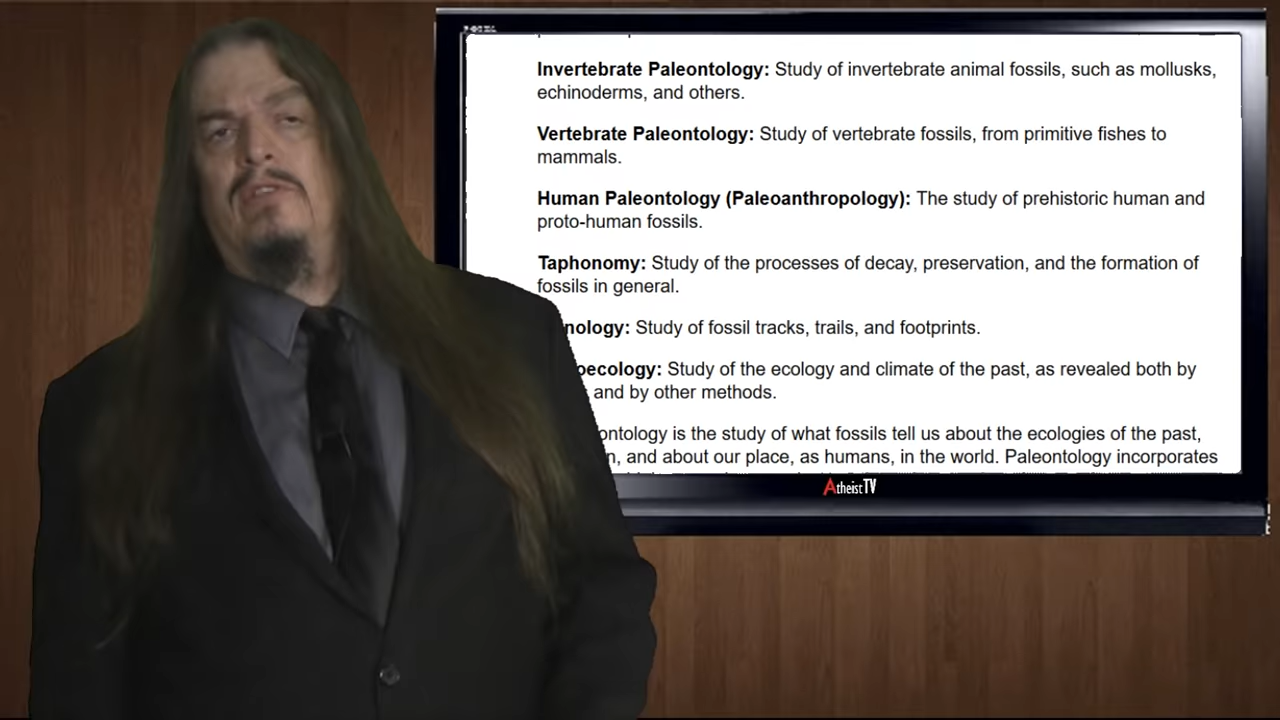 Invertebrate Paleontology: Study of invertebrate animal fossils, such as mollusks,
echinoderms, and others.
Vertebrate Paleontology: Study of vertebrate fossils, from primitive fishes to
mammals.
Human Paleontology (Paleoanthropology): The study of prehistoric human and
proto-human fossils.
Taphonomy: Study of the processes of decay, preservation, and the formation of
fossils in general.
nology: Study of fossil tracks, trails, and footprints.
oecology: Study of the ecology and climate of the past, as revealed both by
and by other methods.
ontology is the study of what fossils tell us about the ecologies of the past,
n, and about our place, as humans, in the world. Paleontology incorporates
AtheistTV